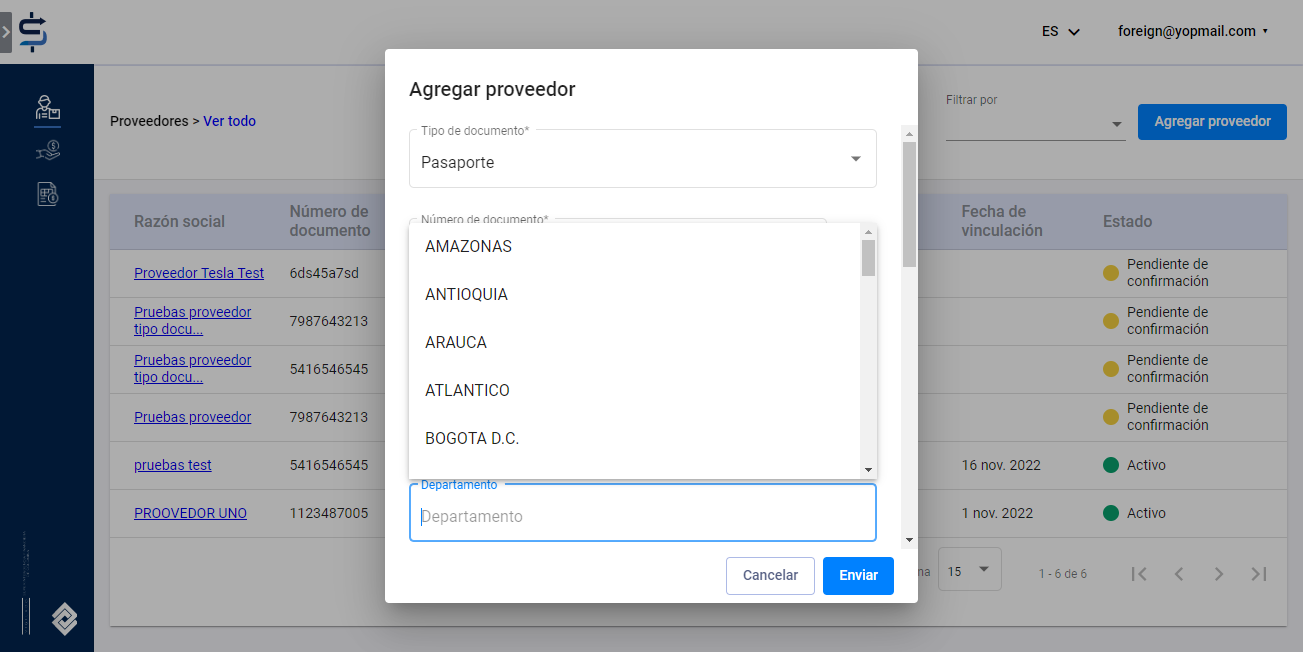 ES
foreign@yopmail.com
Proveedores > Ver todo
Filtrar por
Agregar proveedor
Razón social
Número de
documento
Fecha de
vinculación
Estado
Proveedor Tesla Test
6ds45a7sd
Pendiente de
confirmación
Pruebas proveedor
tipo docu...
7987643213
Pendiente de
confirmación
Pruebas proveedor
tipo docu...
5416546545
Pendiente de
confirmación
Pruebas proveedor
7987643213
Pendiente de
confirmación
pruebas test
5416546545
16 nov. 2022
Activo
PROOVEDOR UNO
1123487005
1 nov. 2022
Activo
na
15
1 - 6 de 6
Agregar proveedor
Tipo de documento*
Pasaporte
Número de documento*
AMAZONAS
ANTIOQUIA
ARAUCA
ATLANTICO
BOGOTA D.C.
Departamento
Departamento
Cancelar
Enviar